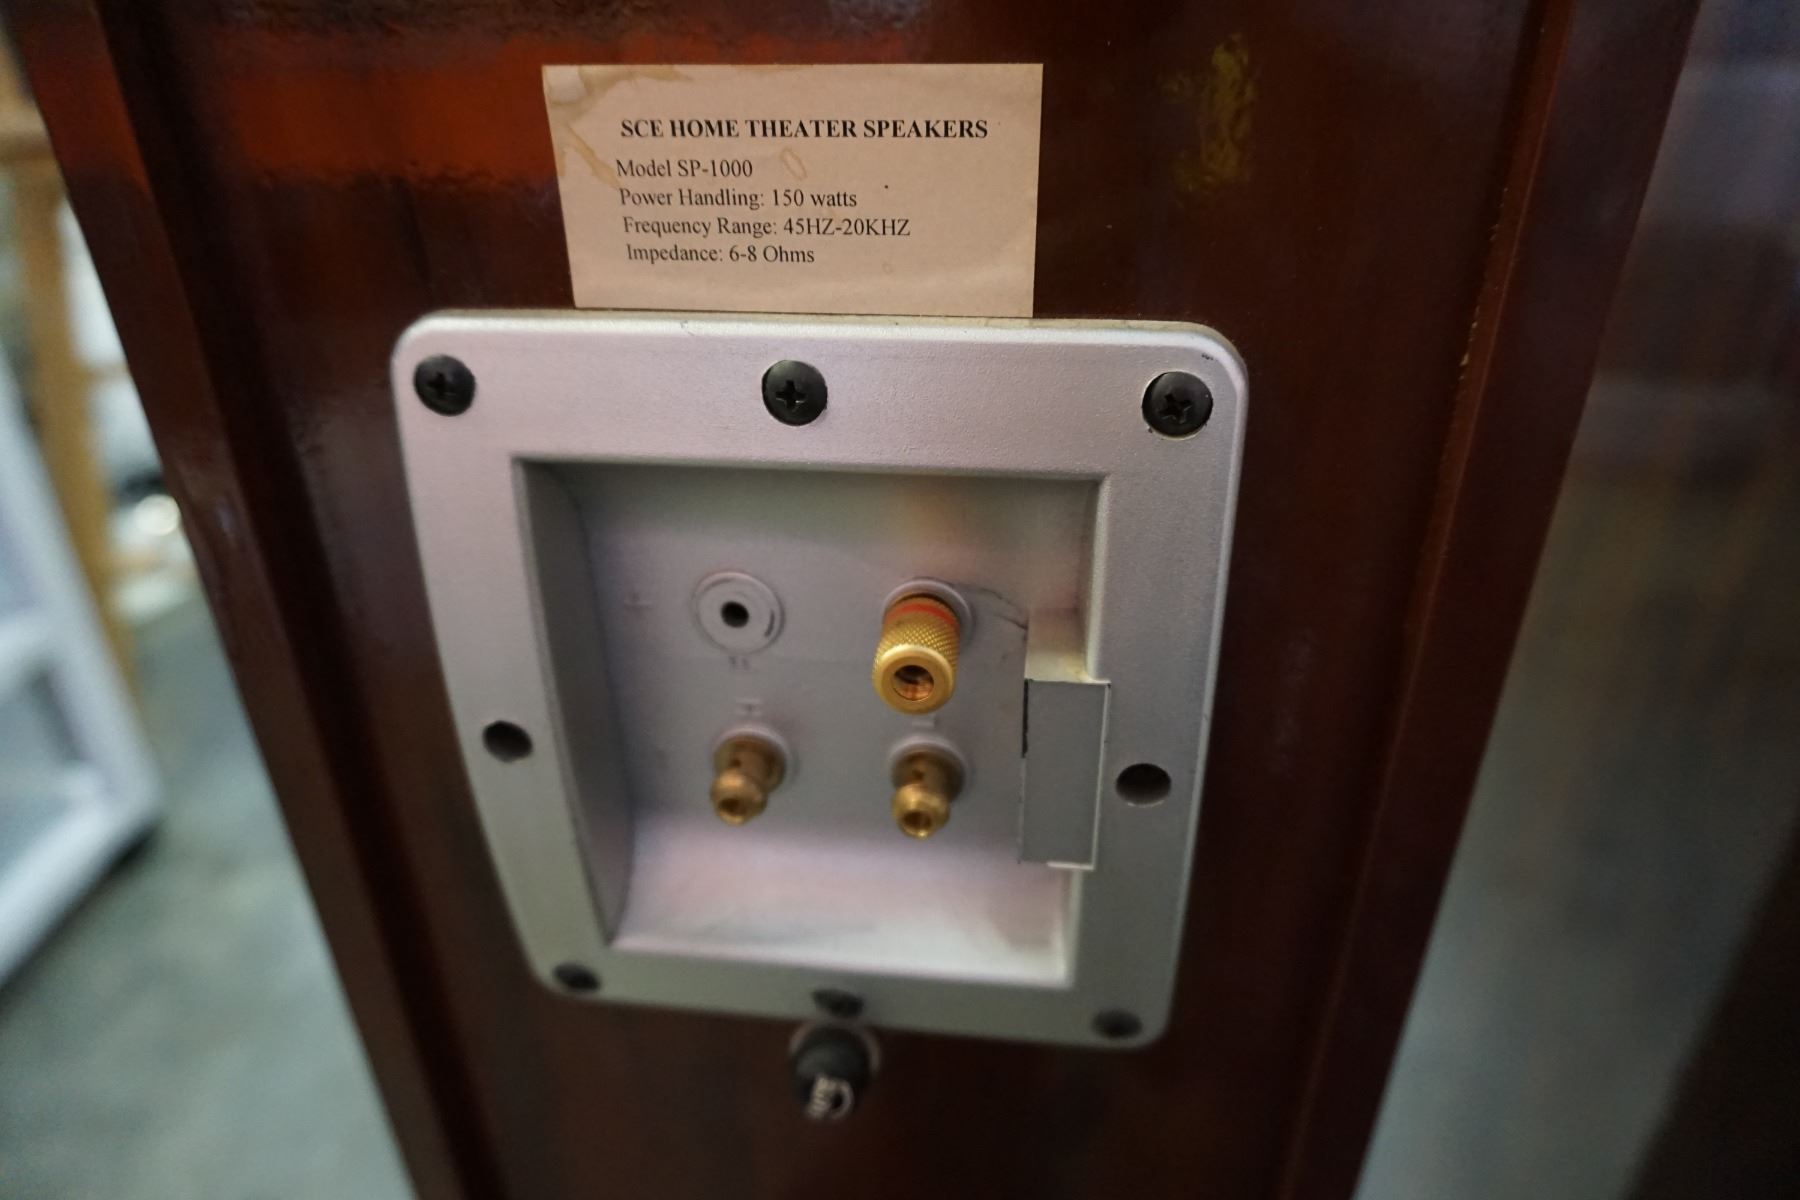 SCE HOME THEATER SPEAKERS
Model SP-1000
Power Handling: 150 watts
Frequency Range: 45HZ-20KHZ
Impedance: 6-8 Ohms